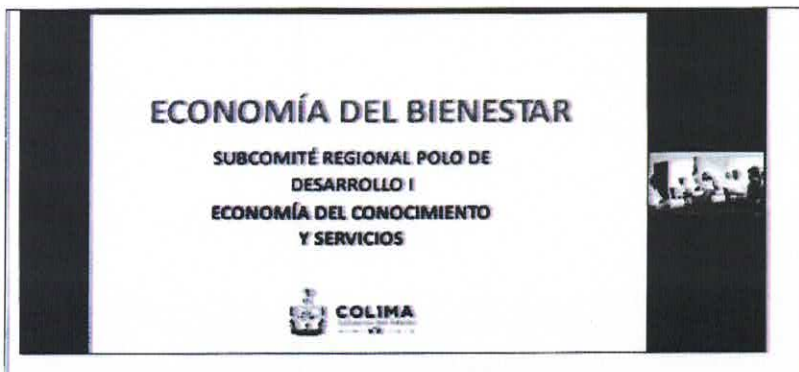 ECONOMÍA DEL BIENESTAR
SUBCOMITÉ REGIONAL POLO DE
DESARROLLO I
ECONOMÍA DEL CONOCIMIENTO
Y SERVICIOS
COLIMA